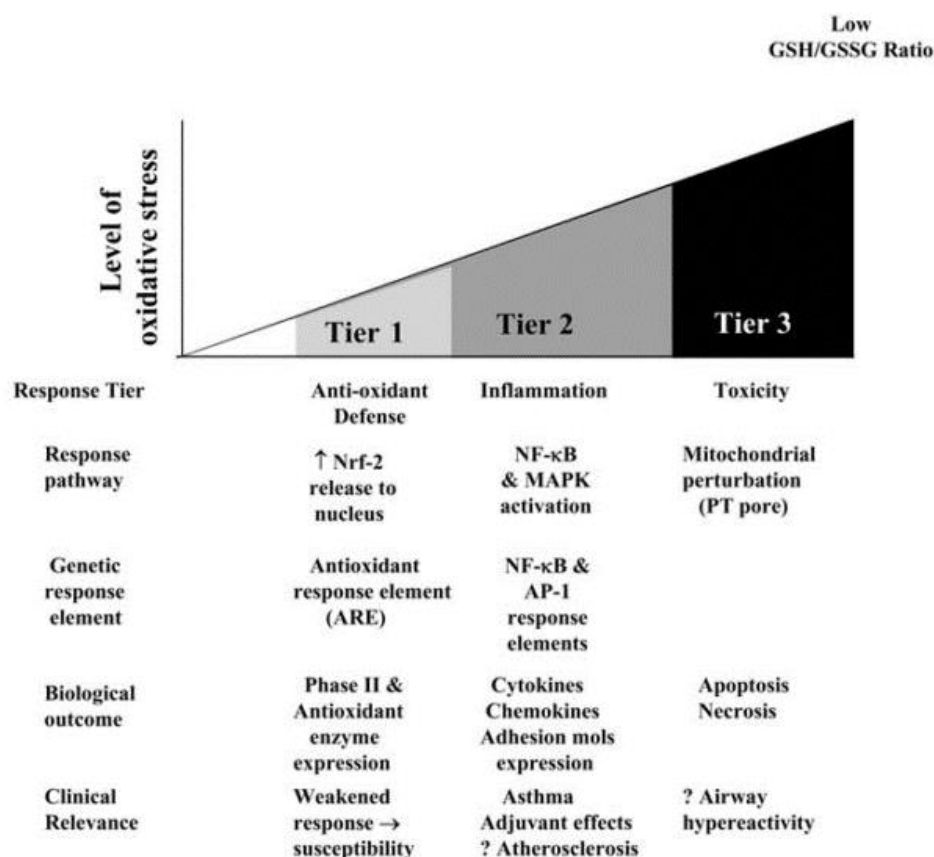 Low
GSH/GSSG Ratio
Level of
oxidative stress
Tier 1
Tier 2
Tier 3
Response Tier
Anti-oxidant
Defense
Inflammation
Toxicity
Response
pathway
↑ Nrf-2
release to
nucleus
NF-κB
& MAPK
activation
Mitochondrial
perturbation
(PT pore)
Genetic
response
element
Antioxidant
response element
(ARE)
NF-κB &
AP-1
response
elements
Biological
outcome
Phase II &
Antioxidant
enzyme
expression
Cytokines
Chemokines
Adhesion mols
expression
Apoptosis
Necrosis
Clinical
Relevance
Weakened
response →
susceptibility
Asthma
Adjuvant effects
? Atherosclerosis
? Airway
hypereactivity